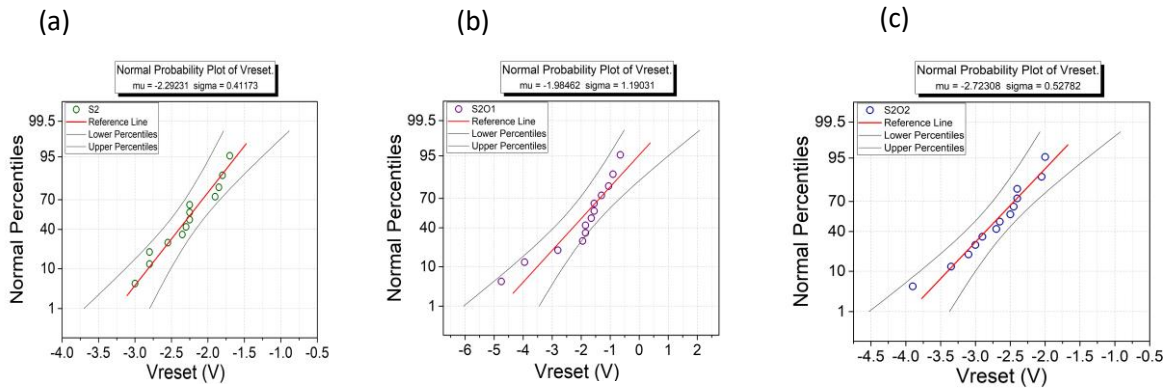 (a)
Normal Probability Plot of Vreset.
mu = -2.29231 sigma = 0.41173
S2
Reference Line
Lower Percentiles
Upper Percentiles
Normal Percentiles
99.5
95
70
40
10
1
-4.0 -3.5 -3.0 -2.5 -2.0 -1.5 -1.0 -0.5
Vreset (V)
(b)
Normal Probability Plot of Vreset.
mu = -1.98462 sigma = 1.19031
S2O1
Reference Line
Lower Percentiles
Upper Percentiles
Normal Percentiles
99.5
95
70
40
10
1
-6 -5 -4 -3 -2 -1 0 1 2
Vreset (V)
(c)
Normal Probability Plot of Vreset.
mu = -2.72308 sigma = 0.52782
S2O2
Reference Line
Lower Percentiles
Upper Percentiles
Normal Percentiles
99.5
95
70
40
10
1
-4.5 -4.0 -3.5 -3.0 -2.5 -2.0 -1.5 -1.0 -0.5
Vreset (V)